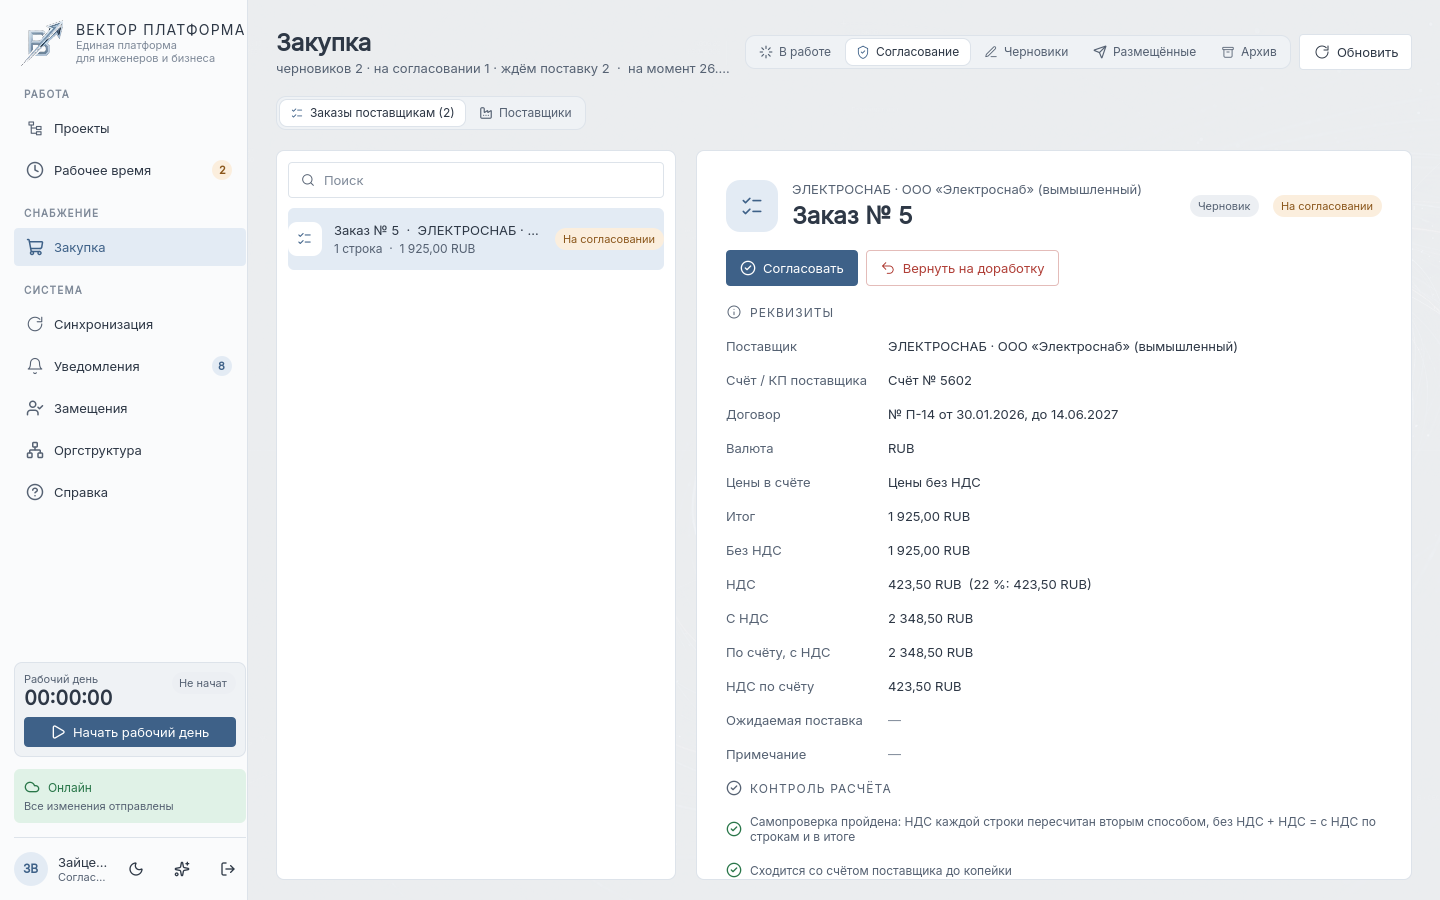 ВЕКТОР ПЛАТФОРМА
Единая платформа
для инженеров и бизнеса
РАБОТА
Проекты
Рабочее время
2
СНАБЖЕНИЕ
Закупка
СИСТЕМА
Синхронизация
Уведомления
8
Замещения
Оргструктура
Справка
Рабочий день
Не начат
00:00:00
Начать рабочий день
Онлайн
Все изменения отправлены
ЗВ
Зайце...
Соглас...
Закупка
черновиков 2 · на согласовании 1 · ждём поставку 2 · на момент 26....
В работе
Согласование
Черновики
Размещённые
Архив
Обновить
Заказы поставщикам (2)
Поставщики
Поиск
Заказ № 5 · ЭЛЕКТРОСНАБ · ...
1 строка · 1 925,00 RUB
На согласовании
ЭЛЕКТРОСНАБ · ООО «Электроснаб» (вымышленный)
Заказ № 5
Черновик
На согласовании
Согласовать
Вернуть на доработку
РЕКВИЗИТЫ
Поставщик ЭЛЕКТРОСНАБ · ООО «Электроснаб» (вымышленный)
Счёт / КП поставщика Счёт № 5602
Договор № П-14 от 30.01.2026, до 14.06.2027
Валюта RUB
Цены в счёте Цены без НДС
Итог 1 925,00 RUB
Без НДС 1 925,00 RUB
НДС 423,50 RUB (22 %: 423,50 RUB)
С НДС 2 348,50 RUB
По счёту, с НДС 2 348,50 RUB
НДС по счёту 423,50 RUB
Ожидаемая поставка —
Примечание —
КОНТРОЛЬ РАСЧЁТА
Самопроверка пройдена: НДС каждой строки пересчитан вторым способом, без НДС + НДС = с НДС по
строкам и в итоге
Сходится со счётом поставщика до копейки